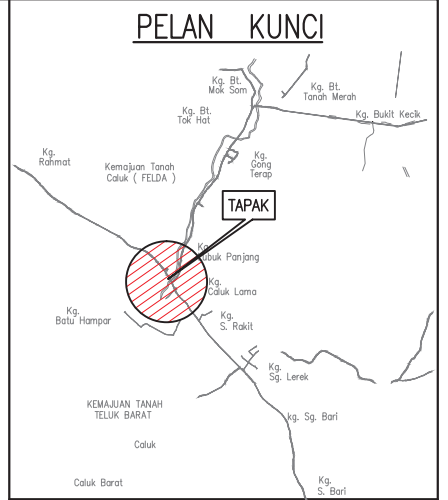 PELAN KUNCI
Kg. Bt.
Mok Som
Kg. Bt.
Tanah Merah
Kg. Bt.
Tok Hat
Kg. Bukit Kecik
Kg.
Rahmat
Kemajuan Tanah
Caluk ( FELDA )
Kg.
Gong
Terap
TAPAK
Kg.
Lubuk Panjang
Kg.
Caluk Lama
Kg.
Batu Hampar
Kg.
S. Rakit
Kg.
Sg. Lerek
KEMAJUAN TANAH
TELUK BARAT
kg. Sg. Bari
Caluk
Caluk Barat
Kg.
S. Bari